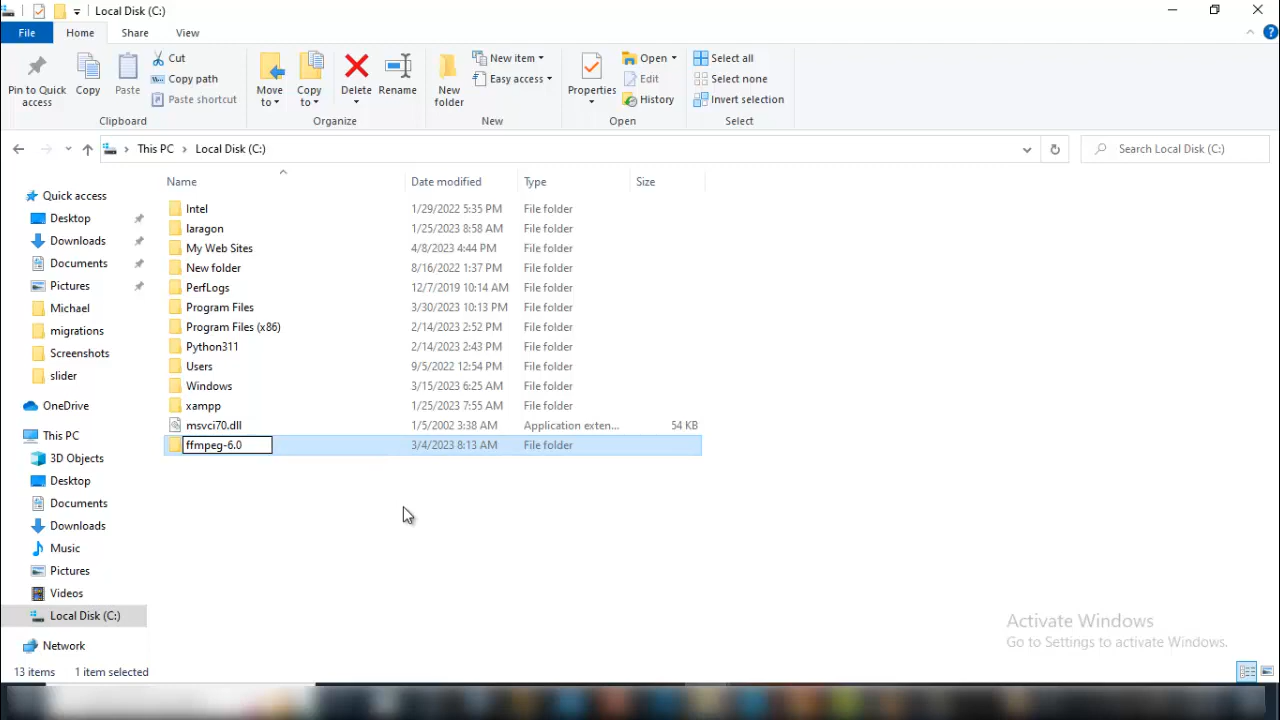 Local Disk (C:)
File
Home
Share
View
Pin to Quick access
Copy
Paste
Cut
Copy path
Paste shortcut
Clipboard
Move to
Copy to
Delete
Rename
Organize
New folder
New item
Easy access
New
Properties
Open
Edit
History
Open
Select all
Select none
Invert selection
Select
This PC
Local Disk (C:)
Search Local Disk (C:)
Name Date modified Type Size
Quick access
Desktop
Downloads
Documents
Pictures
Michael
migrations
Screenshots
slider
OneDrive
This PC
3D Objects
Desktop
Documents
Downloads
Music
Pictures
Videos
Local Disk (C:)
Network
Intel 1/29/2022 5:35 PM File folder
laragon 1/25/2023 8:58 AM File folder
My Web Sites 4/8/2023 4:44 PM File folder
New folder 8/16/2022 1:37 PM File folder
PerfLogs 12/7/2019 10:14 AM File folder
Program Files 3/30/2023 10:13 PM File folder
Program Files (x86) 2/14/2023 2:52 PM File folder
Python311 2/14/2023 2:43 PM File folder
Users 9/5/2022 12:54 PM File folder
Windows 3/15/2023 6:25 AM File folder
xampp 1/25/2023 7:55 AM File folder
msvci70.dll 1/5/2002 3:38 AM Application exten... 54 KB
ffmpeg-6.0 3/4/2023 8:13 AM File folder
Activate Windows
Go to Settings to activate Windows.
13 items 1 item selected